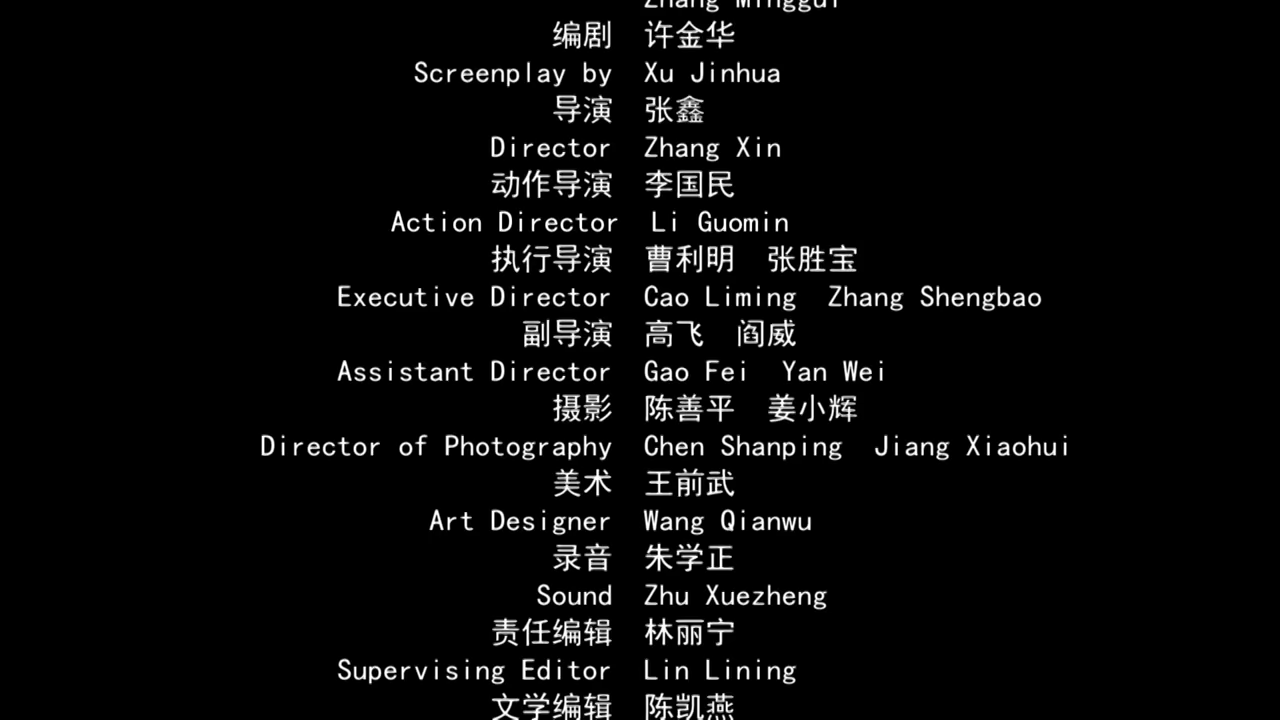 Zhang Minggui
编剧 许金华
Screenplay by Xu Jinhua
导演 张鑫
Director Zhang Xin
动作导演 李国民
Action Director Li Guomin
执行导演 曹利明 张胜宝
Executive Director Cao Liming Zhang Shengbao
副导演 高飞 阎威
Assistant Director Gao Fei Yan Wei
摄影 陈善平 姜小辉
Director of Photography Chen Shanping Jiang Xiaohui
美术 王前武
Art Designer Wang Qianwu
录音 朱学正
Sound Zhu Xuezheng
责任编辑 林丽宁
Supervising Editor Lin Lining
文学编辑 陈凯燕